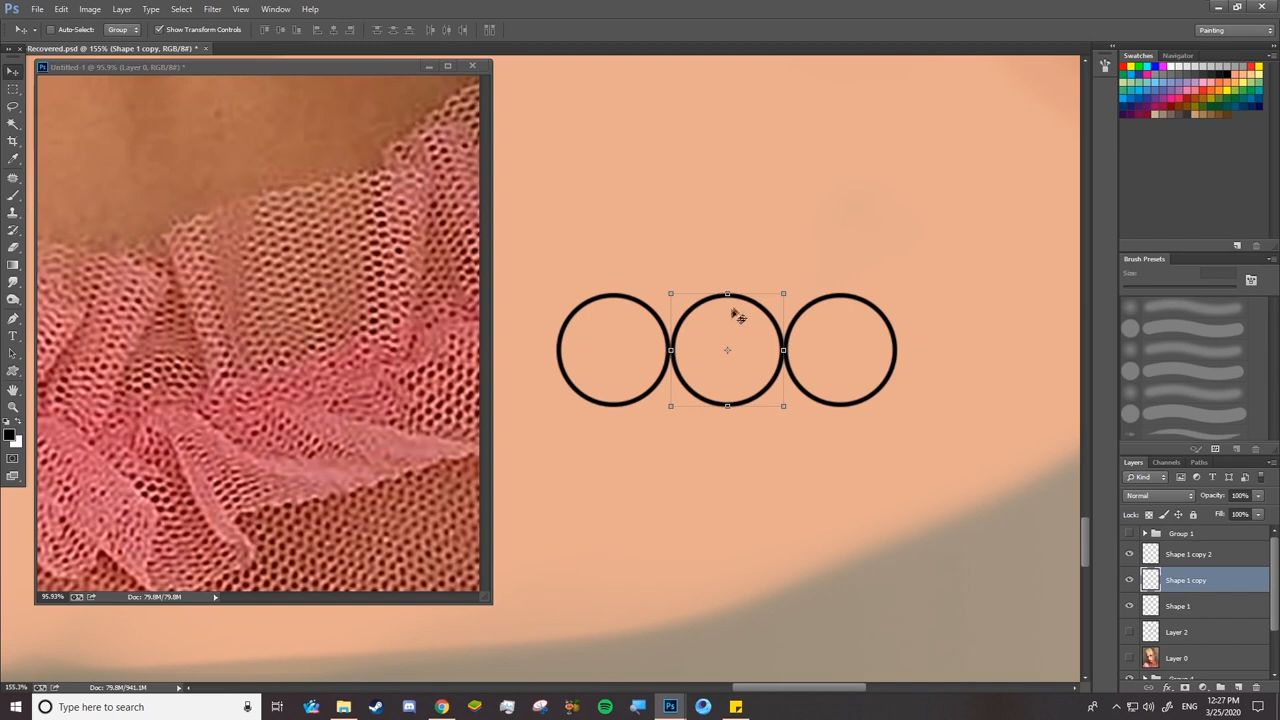 Ps File Edit Image Layer Type Select Filter View Window Help
Auto-Select: Group Show Transform Controls Painting
Recovered.psd @ 155% (Shape 1 copy, RGB/8#) * ×
Ps Untitled-1 @ 95.9% (Layer 0, RGB/8#) *
Swatches Navigator
Brush Presets
Size:
Layers Channels Paths
Kind
Normal Opacity: 100%
Lock: Fill: 100%
Group 1
Shape 1 copy 2
Shape 1 copy
Shape 1
Layer 2
Layer 0
95.93% Doc: 79.8M/79.8M
155.3% Doc: 79.8M/941.1M
Type here to search
12:27 PM
3/25/2020